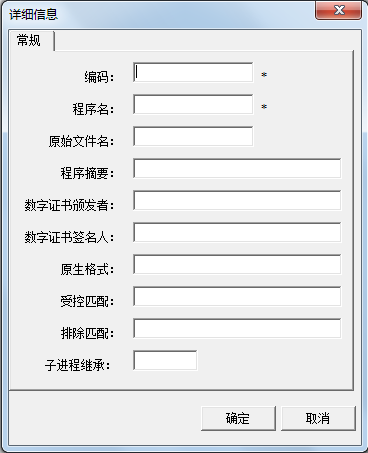 详细信息
常规
编码： *
程序名： *
原始文件名：
程序摘要：
数字证书颁发者：
数字证书签名人：
原生格式：
受控匹配：
排除匹配：
子进程继承：
确定 取消